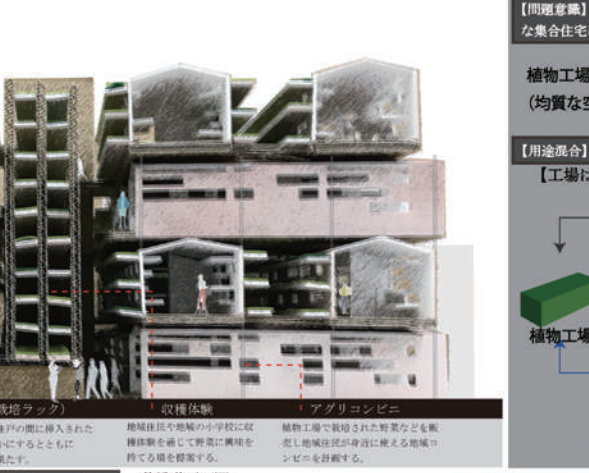 【問題意識】
な集合住宅
植物工場
（均質な空
【用途混合】
【工場に
植物工場
栽培ラック）
住戸の間に挿入された
かにするとともに
果たす。
収穫体験
地域住民や地域の小学校に収
穫体験を通じて野菜に興味を
持てる場を提案する。
アグリコンビニ
植物工場で栽培された野菜などを販
売し地域住民が身近に使える地域コ
ンビニを計画する。